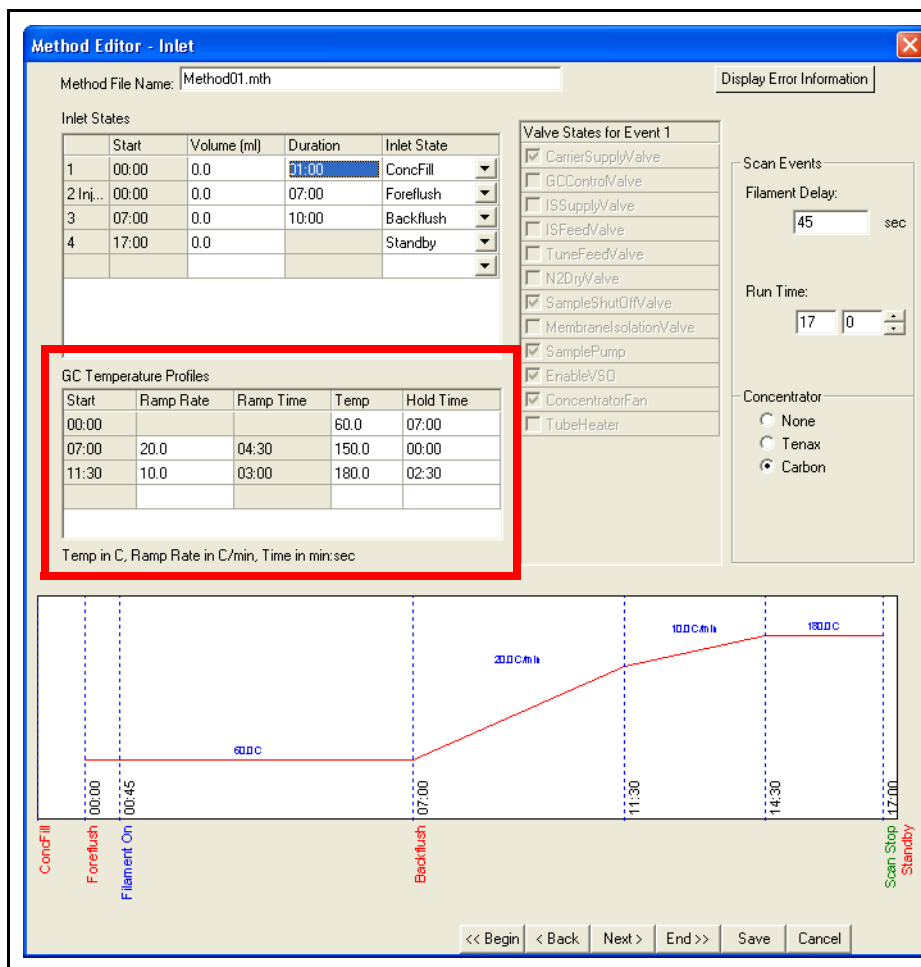 Method Editor - Inlet
Method File Name: Method01.mth
Display Error Information
Inlet States
Start Volume (ml) Duration Inlet State
1 00:00 0.0 01:00 ConcFill
2 Inj... 00:00 0.0 07:00 Foreflush
3 07:00 0.0 10:00 Backflush
4 17:00 0.0 Standby
Valve States for Event 1
CarrierSupplyValve
GCControlValve
ISSupplyValve
ISFeedValve
TuneFeedValve
N2DryValve
SampleShutOffValve
MembraneIsolationValve
SamplePump
EnableVSO
ConcentratorFan
TubeHeater
Scan Events
Filament Delay:
45 sec
Run Time:
17 0
Concentrator
None
Tenax
Carbon
GC Temperature Profiles
Start Ramp Rate Ramp Time Temp Hold Time
00:00 60.0 07:00
07:00 20.0 04:30 150.0 00:00
11:30 10.0 03:00 180.0 02:30
Temp in C, Ramp Rate in C/min, Time in min:sec
60.0 C
20.0 C/min
10.0 C/min
180.0 C
00:00
00:45
07:00
11:30
14:30
17:00
ConcFill
Foreflush
Filament On
Backflush
Scan Stop
Standby
<< Begin
< Back
Next >
End >>
Save
Cancel